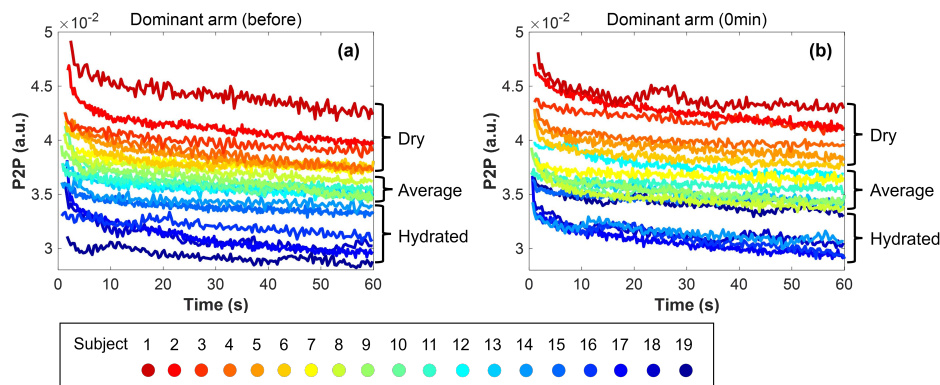 Dominant arm (before)
×10⁻²
5
4.5
4
3.5
3
P2P (a.u.)
(a)
Dry
Average
Hydrated
0 10 20 30 40 50 60
Time (s)
Dominant arm (0min)
×10⁻²
5
4.5
4
3.5
3
P2P (a.u.)
(b)
Dry
Average
Hydrated
0 10 20 30 40 50 60
Time (s)
Subject 1 2 3 4 5 6 7 8 9 10 11 12 13 14 15 16 17 18 19